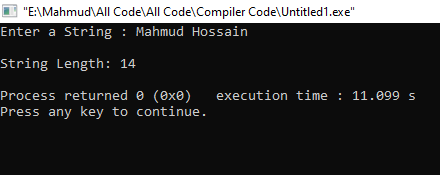 "E:\Mahmud\All Code\All Code\Compiler Code\Untitled1.exe"
Enter a String : Mahmud Hossain
String Length: 14
Process returned 0 (0x0)   execution time : 11.099 s
Press any key to continue.